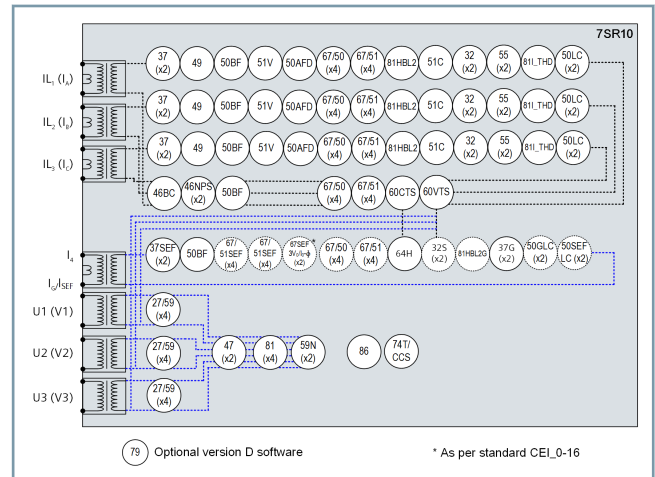 7SR10
IL₁ (Iᴀ)
37 (x2) 49 50BF 51V 50AFD 67/50 (x4) 67/51 (x4) 81HBL2 51C 32 (x2) 55 (x2) 81I_THD 50LC (x2)
IL₂ (Iʙ)
37 (x2) 49 50BF 51V 50AFD 67/50 (x4) 67/51 (x4) 81HBL2 51C 32 (x2) 55 (x2) 81I_THD 50LC (x2)
IL₃ (Iᴄ)
37 (x2) 49 50BF 51V 50AFD 67/50 (x4) 67/51 (x4) 81HBL2 51C 32 (x2) 55 (x2) 81I_THD 50LC (x2)
46BC 46NPS (x2) 50BF 67/50 (x4) 67/51 (x4) 60CTS 60VTS
I₄
37SEF (x2) 50BF 67/51SEF (x4) 67/51SEF (x4) 67SEF (x2) * 67/50 (x4) 67/51 (x4) 64H 32S (x2) 81HBL2G 37G (x2) 50GLC (x2) 50SEF LC (x2)
/ISEF
U1 (V1)
27/59 (x4)
U2 (V2)
27/59 (x4) 47 (x2) 81 (x4) 59N (x2) 86 74T/CCS
U3 (V3)
27/59 (x4)
79 Optional version D software
* As per standard CEI_0-16